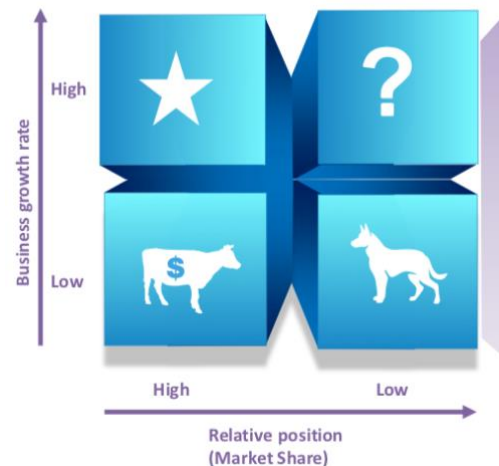 High
?
Business growth rate
$
Low
High
Low
Relative position
(Market Share)